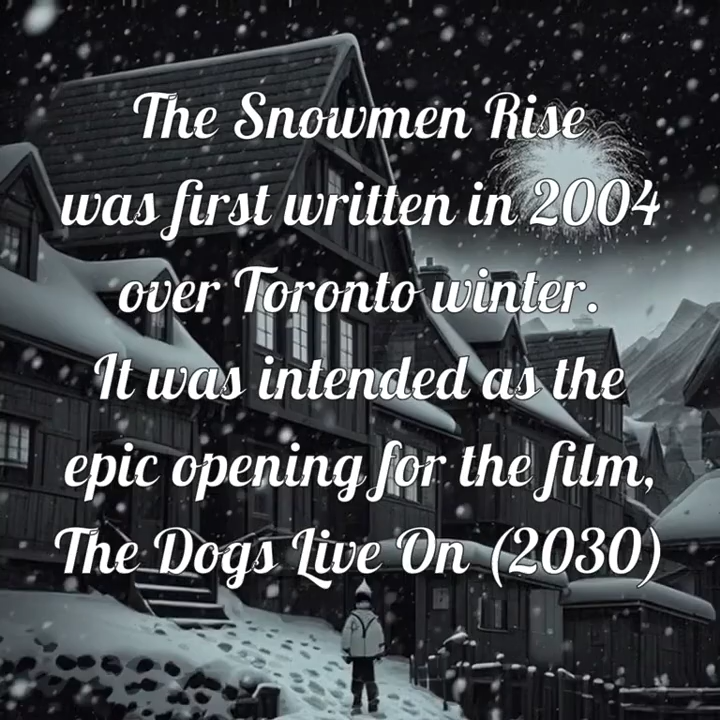 The Snowmen Rise
was first written in 2004
over Toronto winter.
It was intended as the
epic opening for the film,
The Dogs Live On (2030)